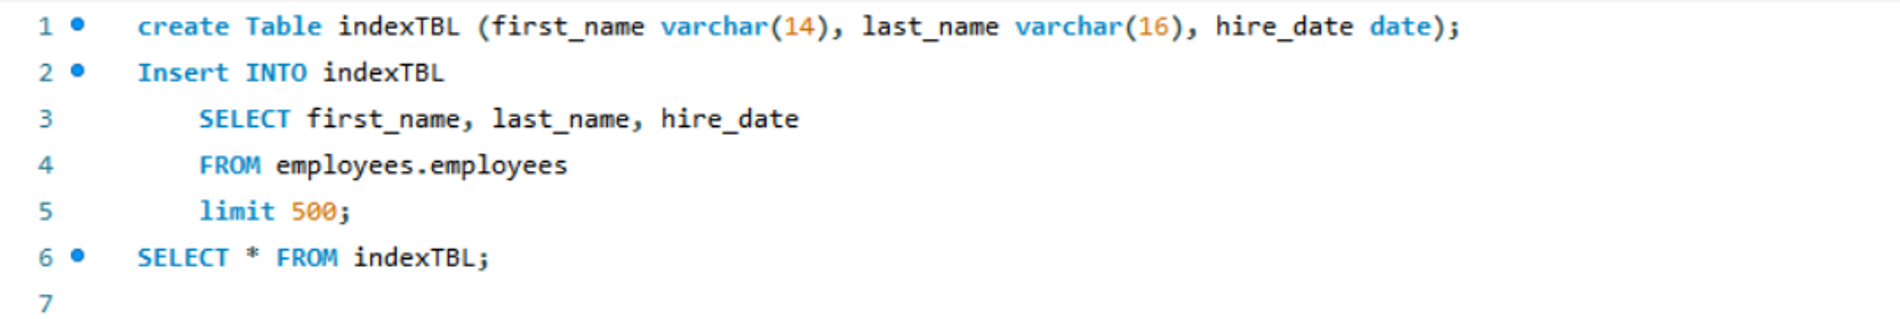 1 create Table indexTBL (first_name varchar(14), last_name varchar(16), hire_date date);
2 Insert INTO indexTBL
3 SELECT first_name, last_name, hire_date
4 FROM employees.employees
5 limit 500;
6 SELECT * FROM indexTBL;
7